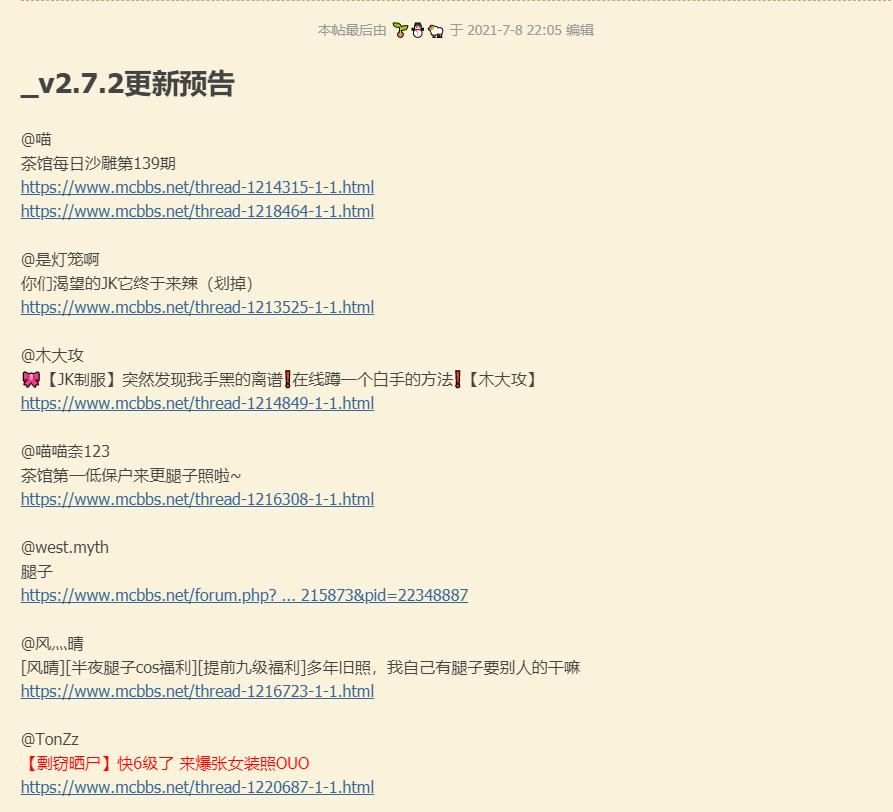 本帖最后由 于 2021-7-8 22:05 编辑
_v2.7.2更新预告
@喵
茶馆每日沙雕第139期
https://www.mcbbs.net/thread-1214315-1-1.html
https://www.mcbbs.net/thread-1218464-1-1.html
@是灯笼啊
你们渴望的JK它终于来辣（划掉）
https://www.mcbbs.net/thread-1213525-1-1.html
@木大攻
🎀【JK制服】突然发现我手黑的离谱❗在线蹲一个白手的方法❗【木大攻】
https://www.mcbbs.net/thread-1214849-1-1.html
@喵喵奈123
茶馆第一低保户来更腿子照啦~
https://www.mcbbs.net/thread-1216308-1-1.html
@west.myth
腿子
https://www.mcbbs.net/forum.php? ... 215873&pid=22348887
@风灬晴
[风晴][半夜腿子cos福利][提前九级福利]多年旧照，我自己有腿子要别人的干嘛
https://www.mcbbs.net/thread-1216723-1-1.html
@TonZz
【剽窃晒尸】快6级了 来爆张女装照OUO
https://www.mcbbs.net/thread-1220687-1-1.html